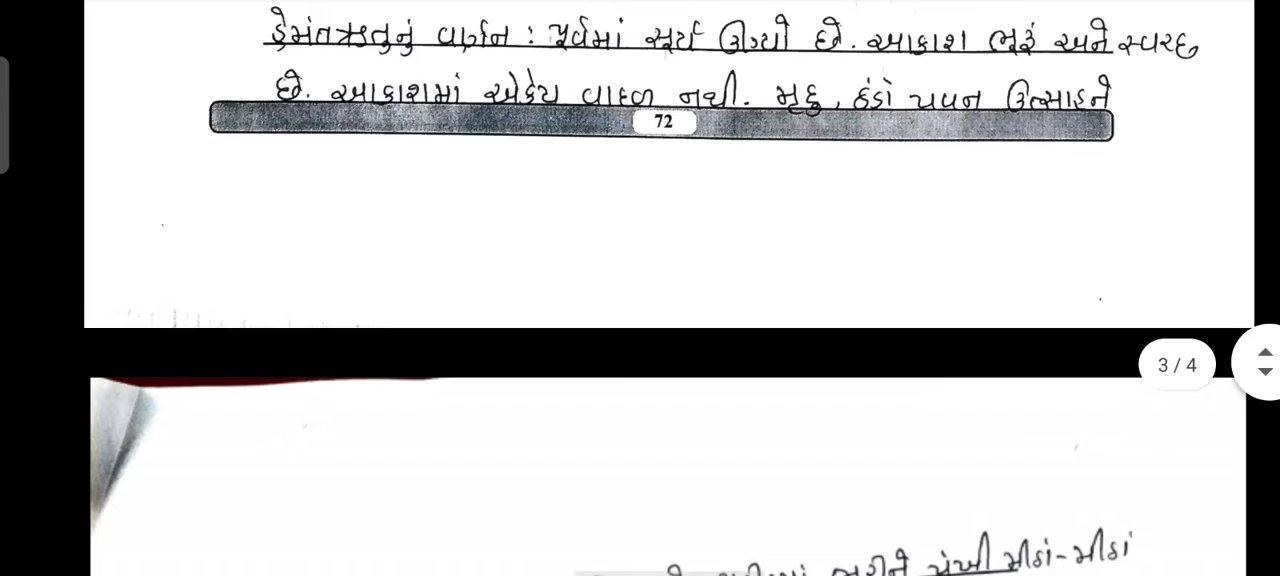 હેમંતઋતુનું વર્ણન : પૂર્વમાં સૂર્ય ઊગ્યો છે. આકાશ ભૂરું અને સ્વચ્છ
છે. આકાશમાં એકેય વાદળ નથી. મૃદુ, ઠંડો પવન ઉત્સાહને
72
3 / 4
ભરીને પંખી મીઠાં-મીઠાં